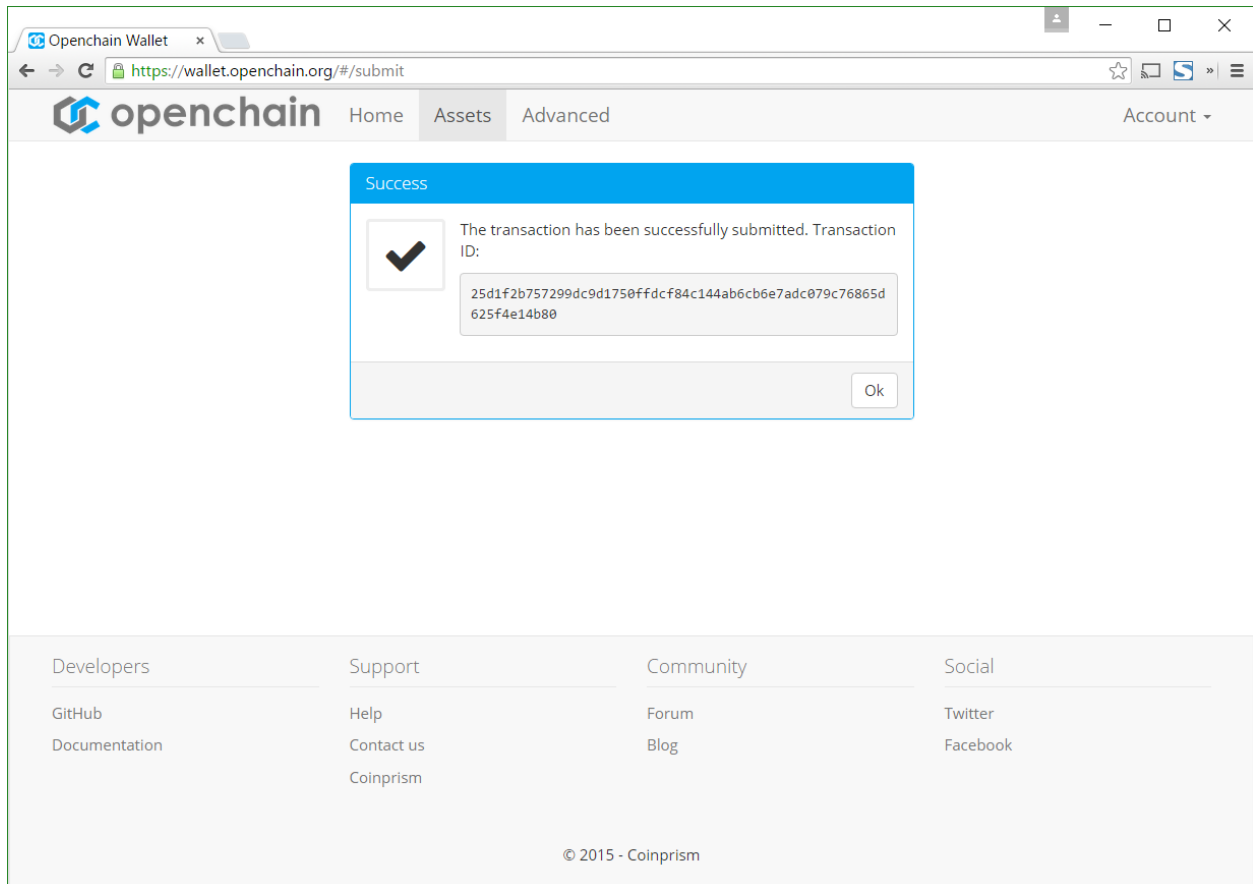 Openchain Wallet
https://wallet.openchain.org/#/submit
openchain Home Assets Advanced Account
Success
The transaction has been successfully submitted. Transaction
ID:
25d1f2b757299dc9d1750ffdcf84c144ab6cb6e7adc079c76865d
625f4e14b80
Ok
Developers Support Community Social
GitHub Help Forum Twitter
Documentation Contact us Blog Facebook
Coinprism
© 2015 - Coinprism